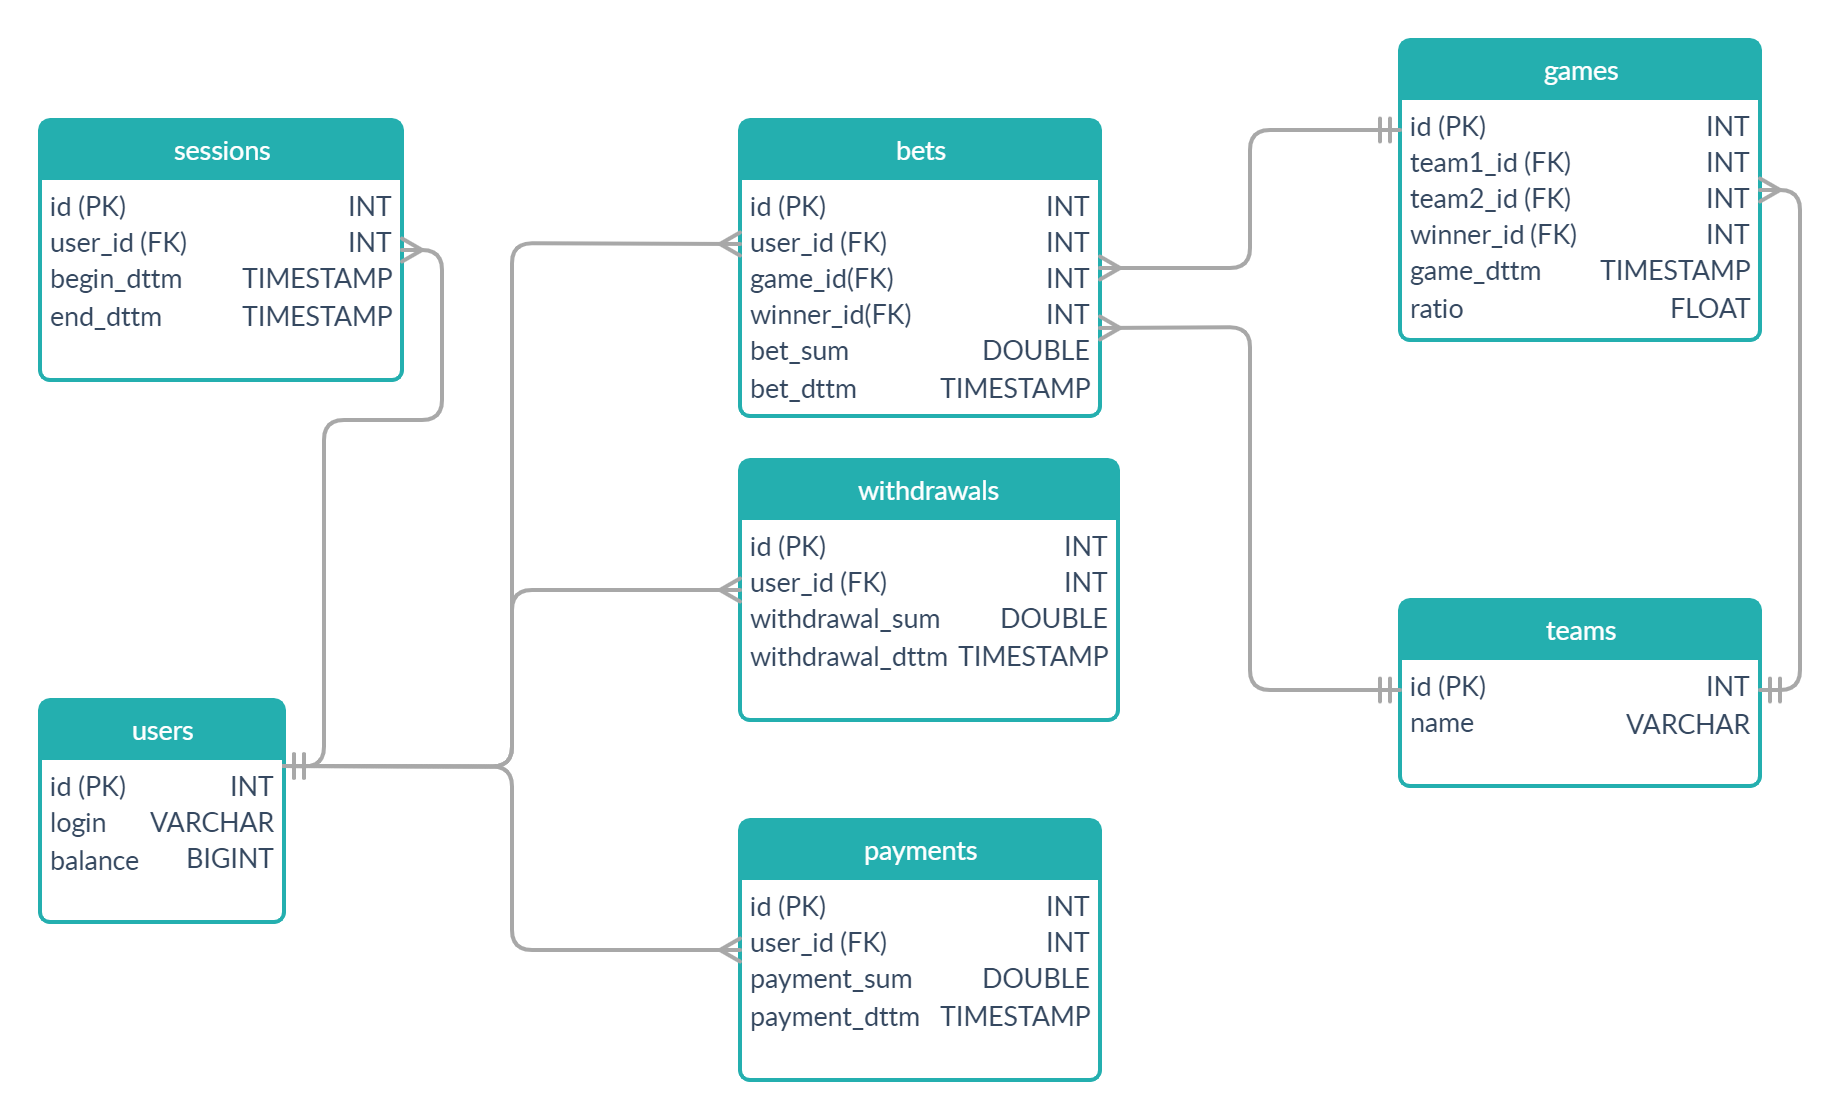 sessions
id (PK) INT
user_id (FK) INT
begin_dttm TIMESTAMP
end_dttm TIMESTAMP
users
id (PK) INT
login VARCHAR
balance BIGINT
bets
id (PK) INT
user_id (FK) INT
game_id(FK) INT
winner_id(FK) INT
bet_sum DOUBLE
bet_dttm TIMESTAMP
withdrawals
id (PK) INT
user_id (FK) INT
withdrawal_sum DOUBLE
withdrawal_dttm TIMESTAMP
payments
id (PK) INT
user_id (FK) INT
payment_sum DOUBLE
payment_dttm TIMESTAMP
games
id (PK) INT
team1_id (FK) INT
team2_id (FK) INT
winner_id (FK) INT
game_dttm TIMESTAMP
ratio FLOAT
teams
id (PK) INT
name VARCHAR